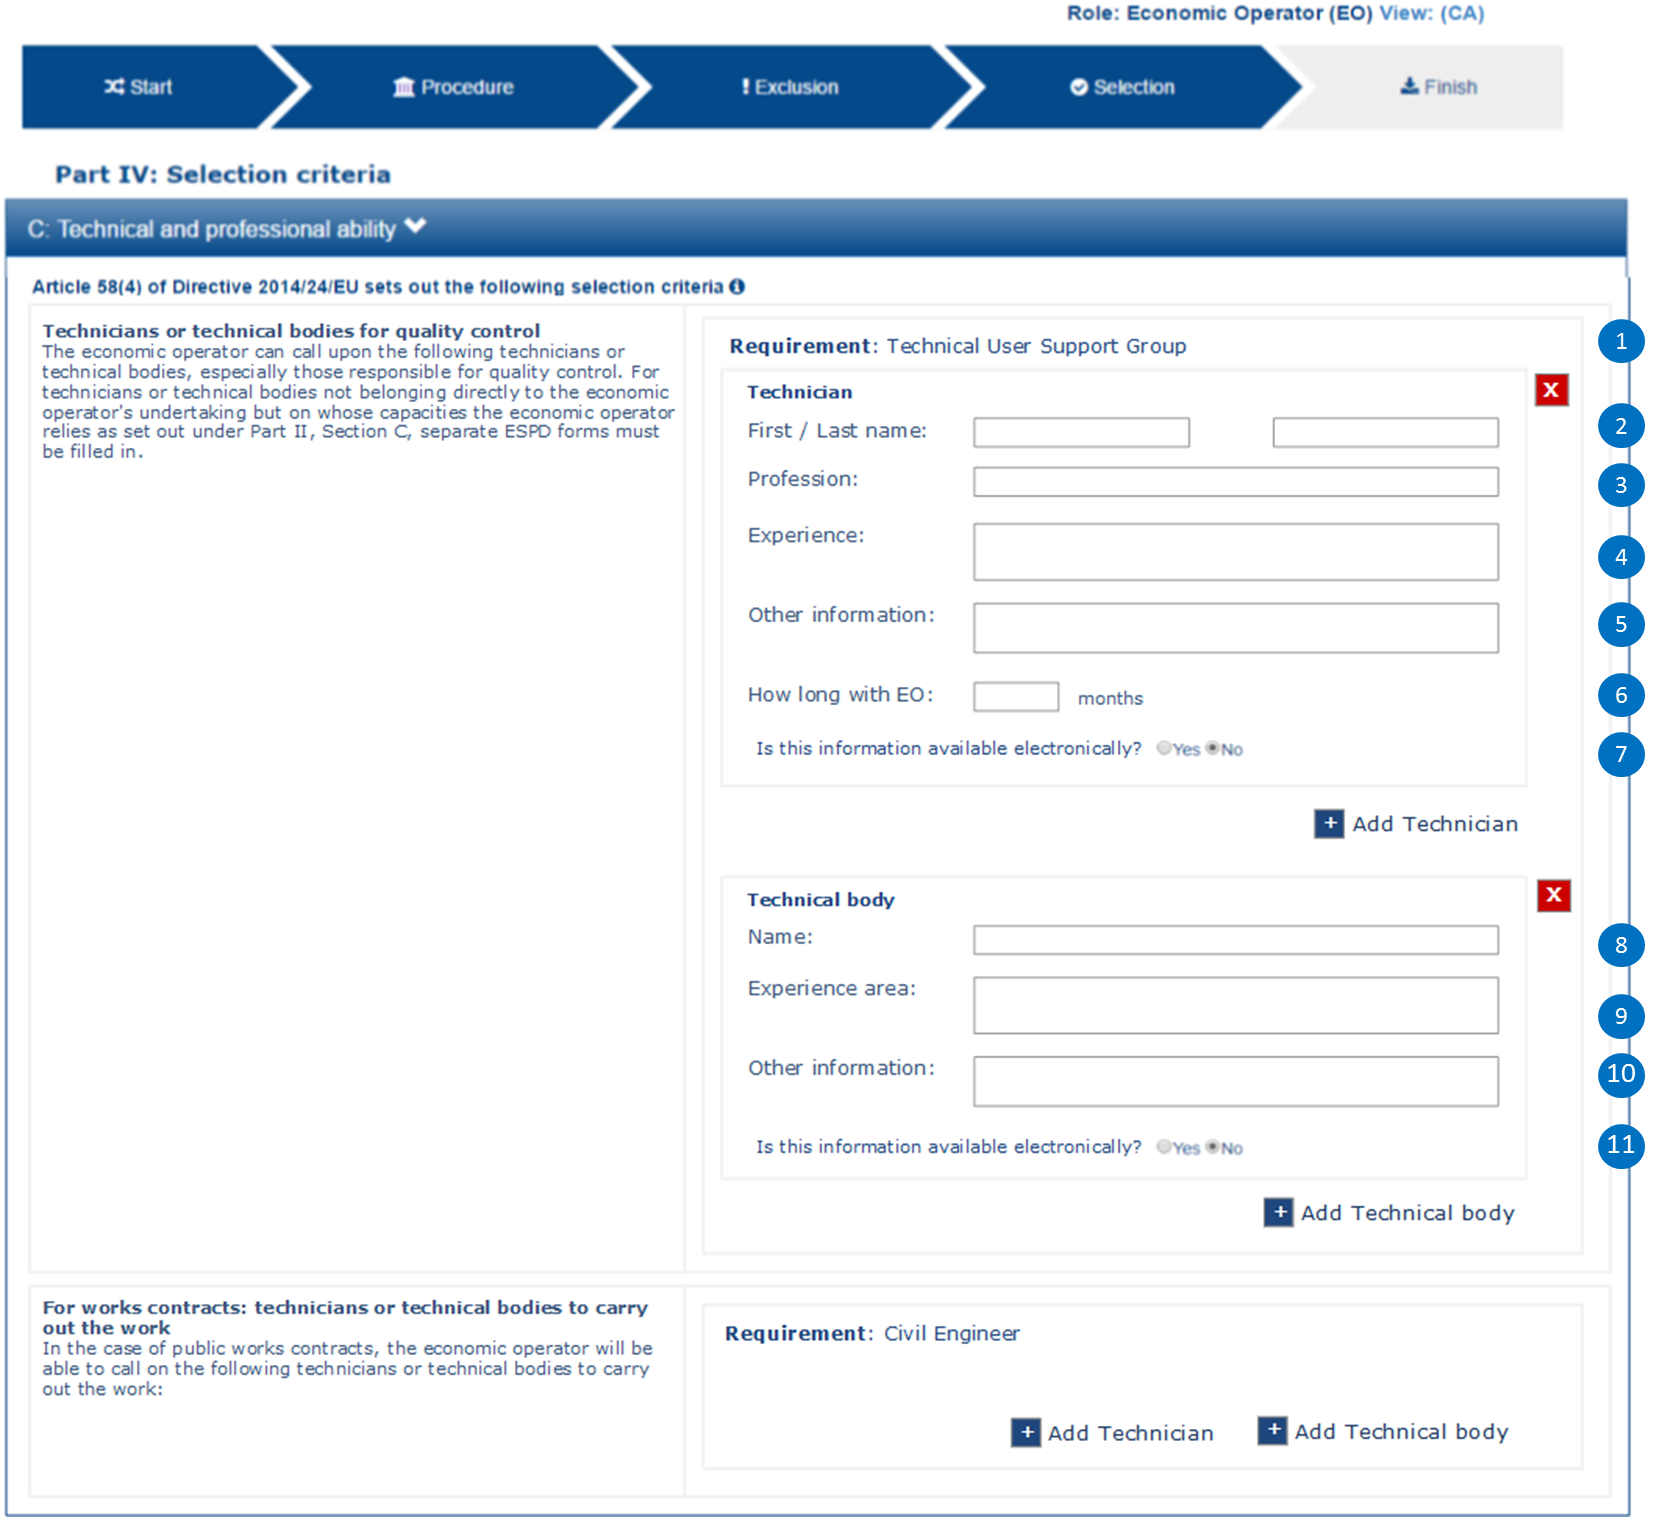 Role: Economic Operator (EO) View: (CA)
Start Procedure Exclusion Selection Finish
Part IV: Selection criteria
C: Technical and professional ability
Article 58(4) of Directive 2014/24/EU sets out the following selection criteria
Technicians or technical bodies for quality control
The economic operator can call upon the following technicians or
technical bodies, especially those responsible for quality control. For
technicians or technical bodies not belonging directly to the economic
operator's undertaking but on whose capacities the economic operator
relies as set out under Part II, Section C, separate ESPD forms must
be filled in.
Requirement: Technical User Support Group
1
Technician
X
First / Last name:
2
Profession:
3
Experience:
4
Other information:
5
How long with EO: months
6
Is this information available electronically? Yes No
7
+ Add Technician
Technical body
X
Name:
8
Experience area:
9
Other information:
10
Is this information available electronically? Yes No
11
+ Add Technical body
For works contracts: technicians or technical bodies to carry
out the work
In the case of public works contracts, the economic operator will be
able to call on the following technicians or technical bodies to carry
out the work:
Requirement: Civil Engineer
+ Add Technician + Add Technical body